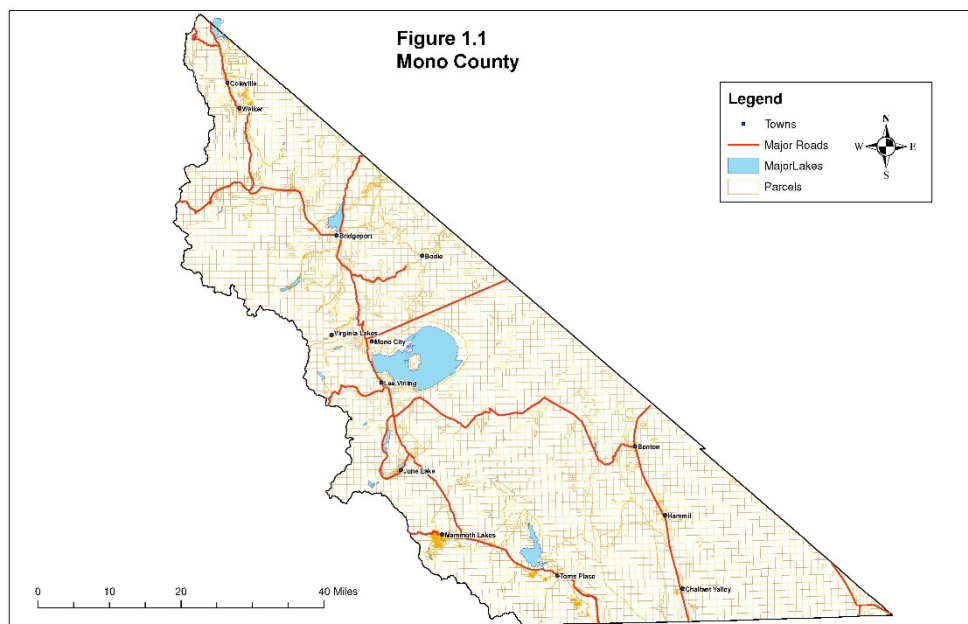 Figure 1.1
Mono County
Legend
Towns
Major Roads
MajorLakes
Parcels
N
W
E
S
Coleville
Walker
Bridgeport
Bodie
Virginia Lakes
Mono City
Lee Vining
Benton
June Lake
Hammil
Mammoth Lakes
Toms Place
Chalfant Valley
0 10 20 40 Miles